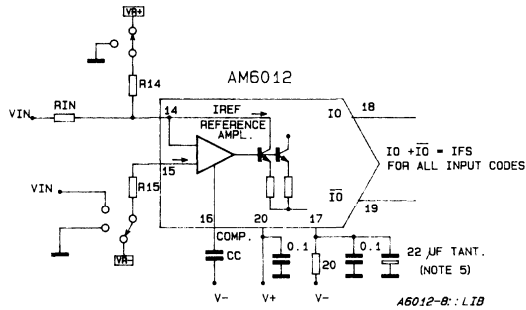 VR+
R14
AM6012
VIN
RIN
14
IREF
REFERENCE
AMPL.
IO
18
IO + IO = IFS
FOR ALL INPUT CODES
15
R15
VIN
IO
19
16
20
17
COMP.
VR-
CC
0.1
20
0.1
22 µF TANT.
(NOTE 5)
V-
V+
V-
A6012-8::LIB